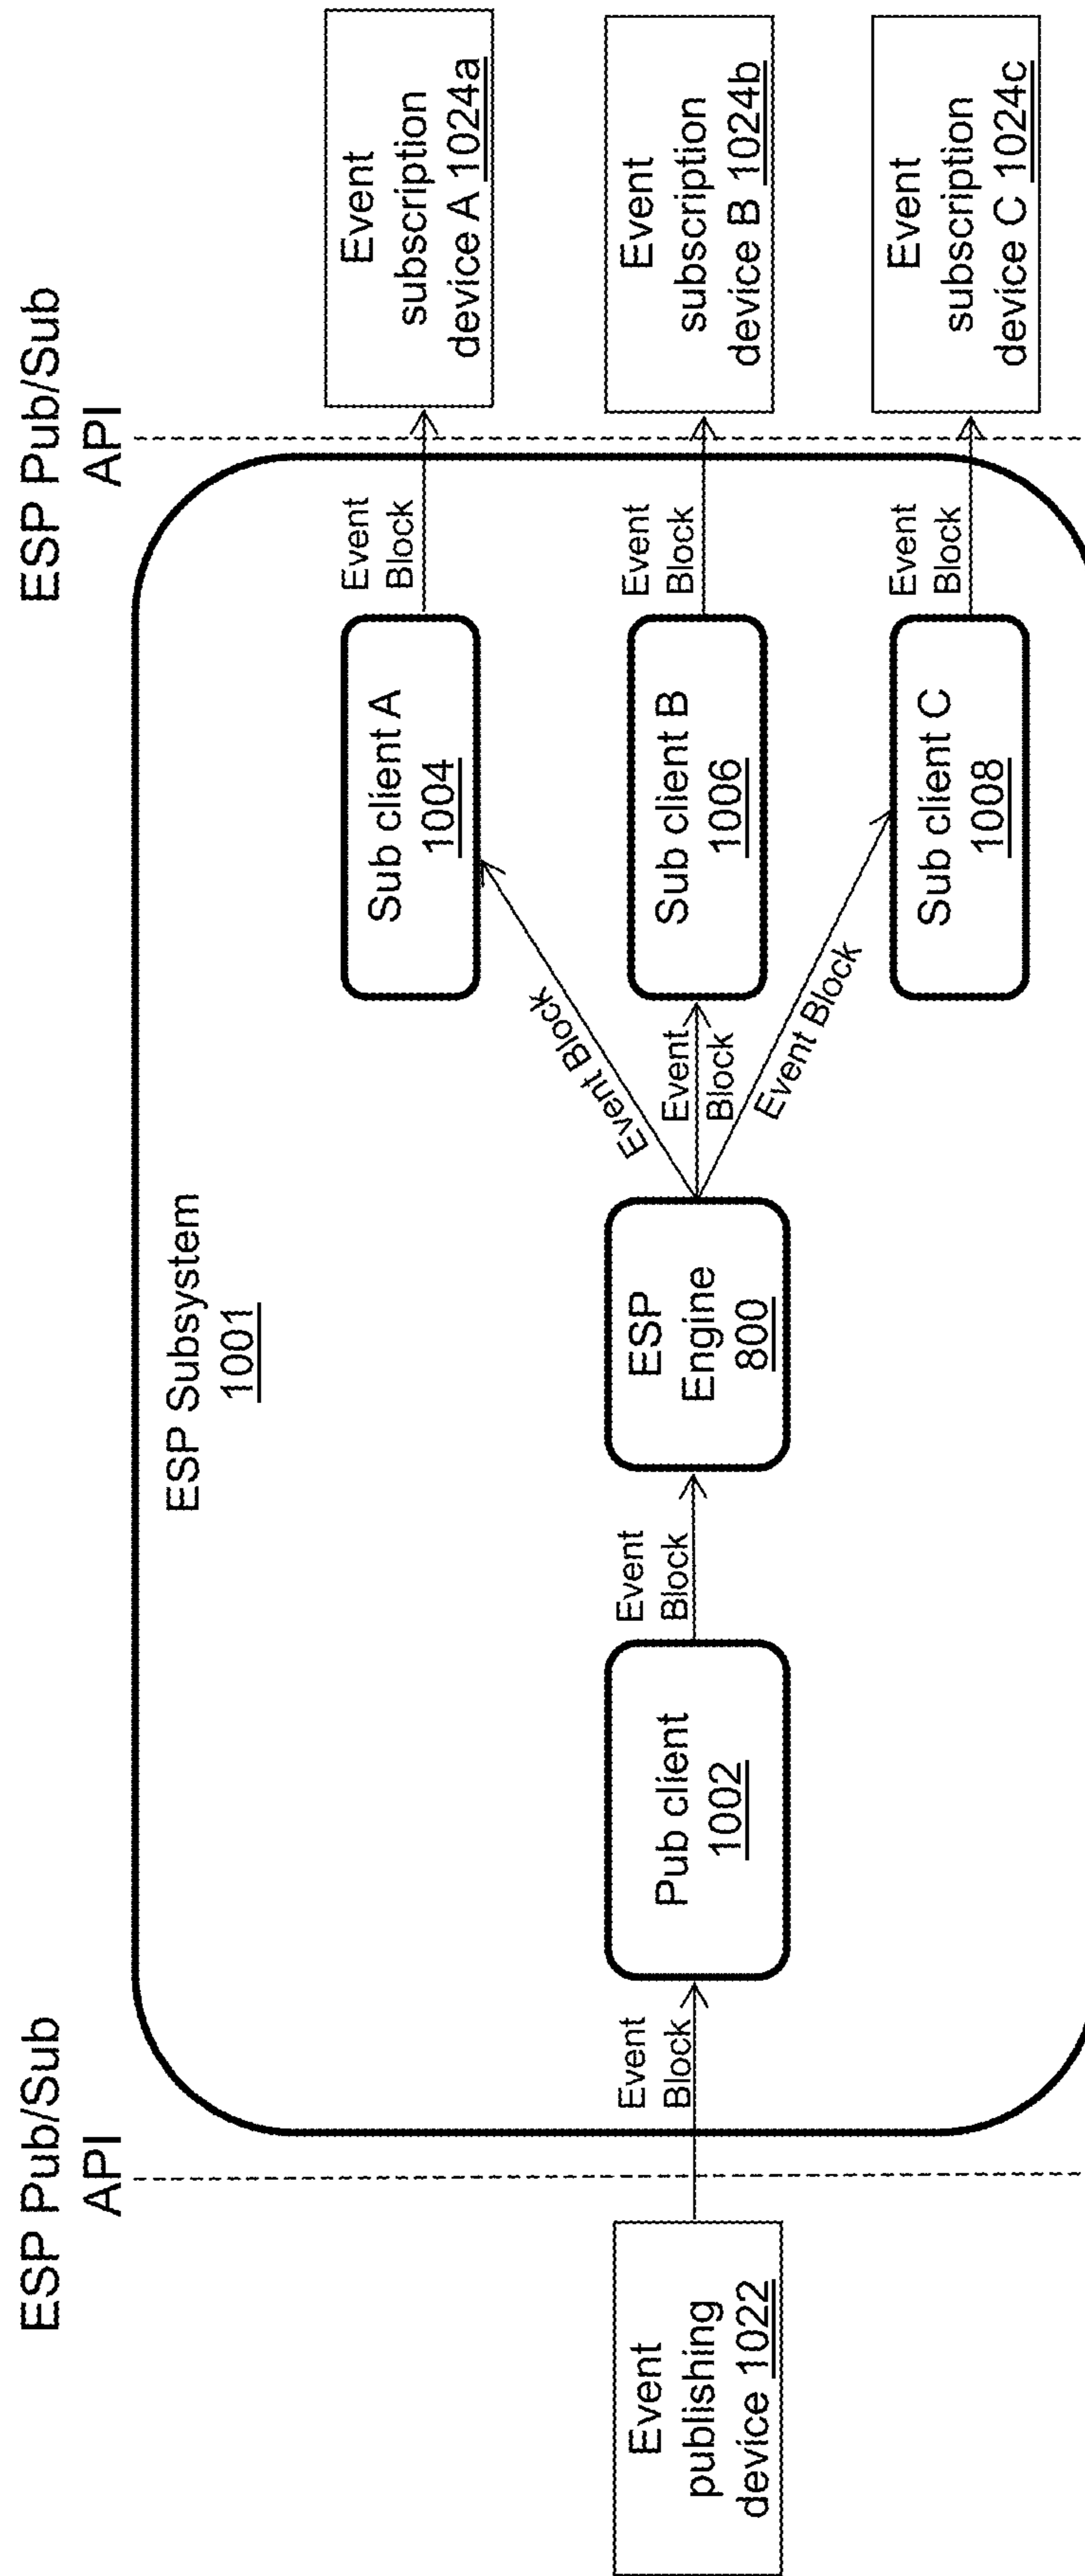 ESP Pub/Sub
API
ESP Pub/Sub
API
ESP Subsystem
1001
Event
publishing
device 1022
Event
Block
Pub client
1002
Event
Block
ESP
Engine
800
Event Block
Event
Block
Event Block
Sub client A
1004
Sub client B
1006
Sub client C
1008
Event
Block
Event
Block
Event
Block
Event
subscription
device A 1024a
Event
subscription
device B 1024b
Event
subscription
device C 1024c